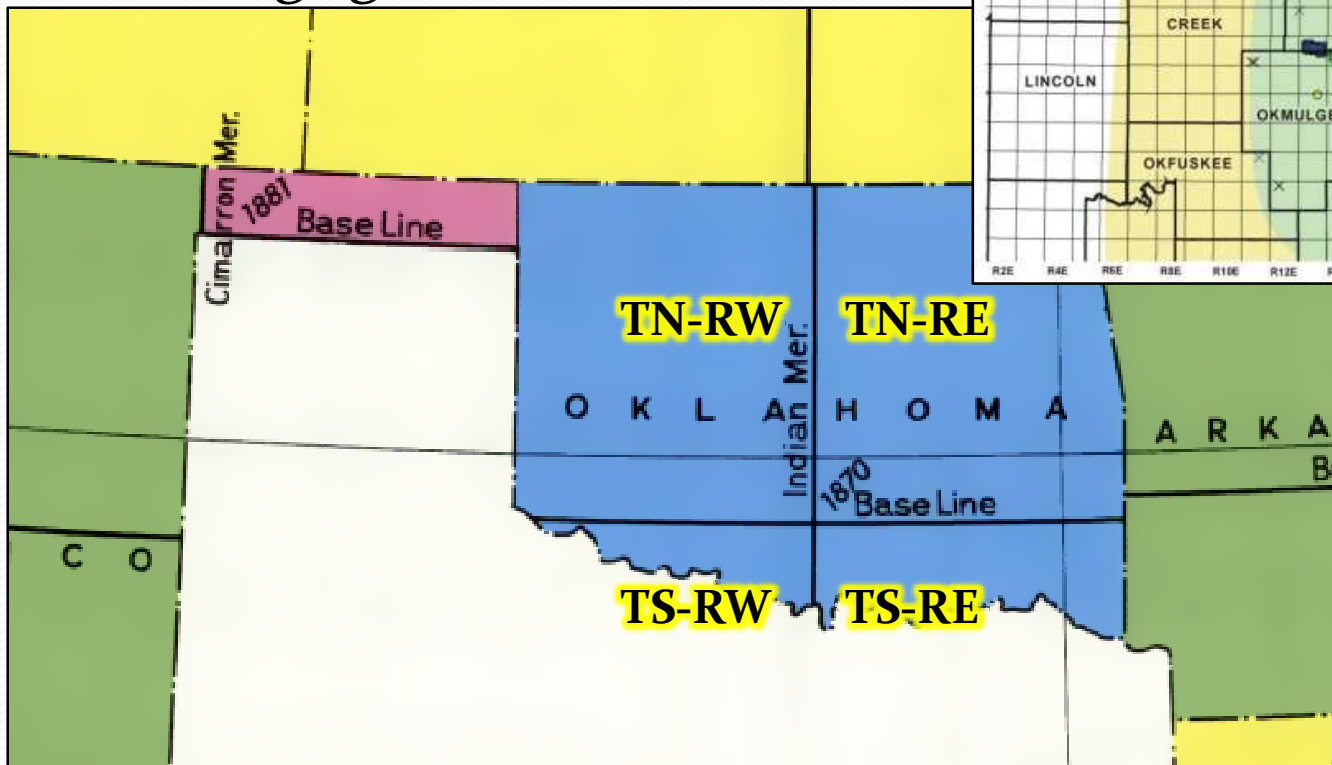 CREEK
LINCOLN
OKMULGE
OKFUSKEE
R2E R4E R6E R8E R10E R12E
Cimarron Mer.
1881
Base Line
TN-RW TN-RE
Indian Mer.
OKLAHOMA
ARKA
1870
Base Line
B
CO
TS-RW TS-RE